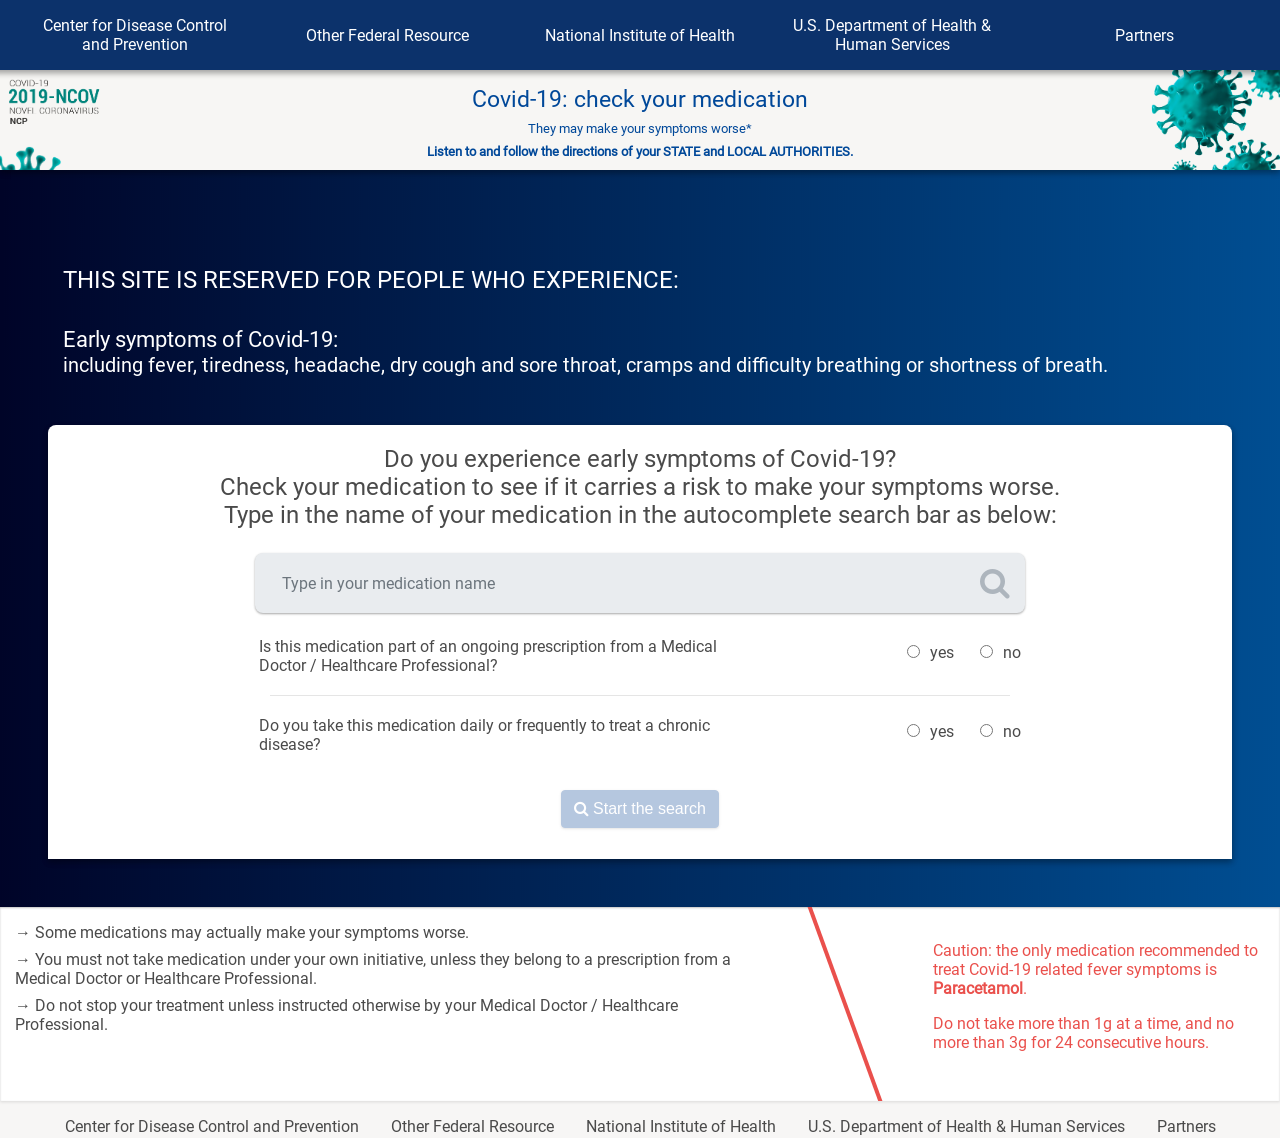 Center for Disease Control
and Prevention
Other Federal Resource
National Institute of Health
U.S. Department of Health &
Human Services
Partners
COVID-19
2019-NCOV
NOVH CORONAVIRUS
NCP
Covid-19: check your medication
They may make your symptoms worse*
Listen to and follow the directions of your STATE and LOCAL AUTHORITIES.
THIS SITE IS RESERVED FOR PEOPLE WHO EXPERIENCE:
Early symptoms of Covid-19:
including fever, tiredness, headache, dry cough and sore throat, cramps and difficulty breathing or shortness of breath.
Do you experience early symptoms of Covid-19?
Check your medication to see if it carries a risk to make your symptoms worse.
Type in the name of your medication in the autocomplete search bar as below:
Type in your medication name
Is this medication part of an ongoing prescription from a Medical
Doctor / Healthcare Professional?
yes no
Do you take this medication daily or frequently to treat a chronic
disease?
yes no
Start the search
→ Some medications may actually make your symptoms worse.
→ You must not take medication under your own initiative, unless they belong to a prescription from a
Medical Doctor or Healthcare Professional.
→ Do not stop your treatment unless instructed otherwise by your Medical Doctor / Healthcare
Professional.
Caution: the only medication recommended to
treat Covid-19 related fever symptoms is
Paracetamol.
Do not take more than 1g at a time, and no
more than 3g for 24 consecutive hours.
Center for Disease Control and Prevention Other Federal Resource National Institute of Health U.S. Department of Health & Human Services Partners